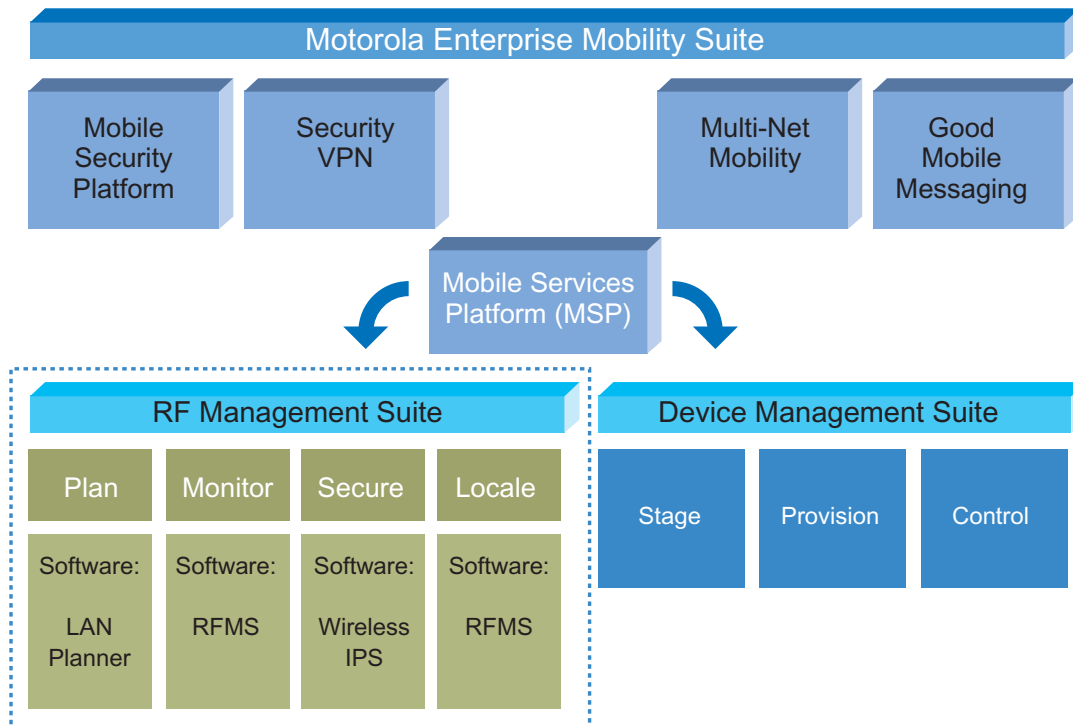 Motorola Enterprise Mobility Suite
Mobile
Security
Platform
Security
VPN
Multi-Net
Mobility
Good
Mobile
Messaging
Mobile Services
Platform (MSP)
RF Management Suite
Device Management Suite
Plan
Monitor
Secure
Locale
Stage
Provision
Control
Software:
LAN
Planner
Software:
RFMS
Software:
Wireless
IPS
Software:
RFMS